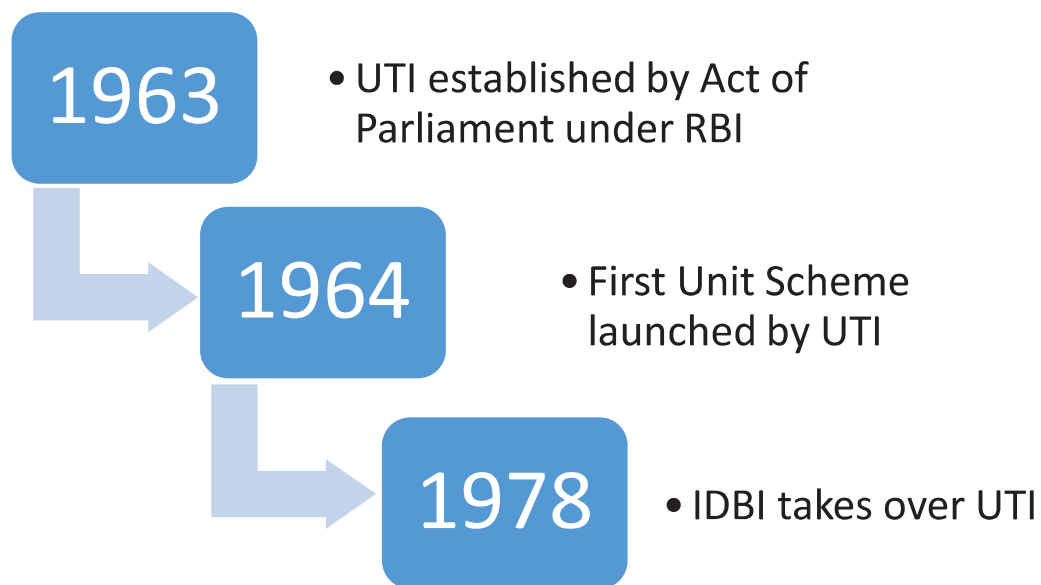 1963
• UTI established by Act of
Parliament under RBI
1964
• First Unit Scheme
launched by UTI
1978
• IDBI takes over UTI